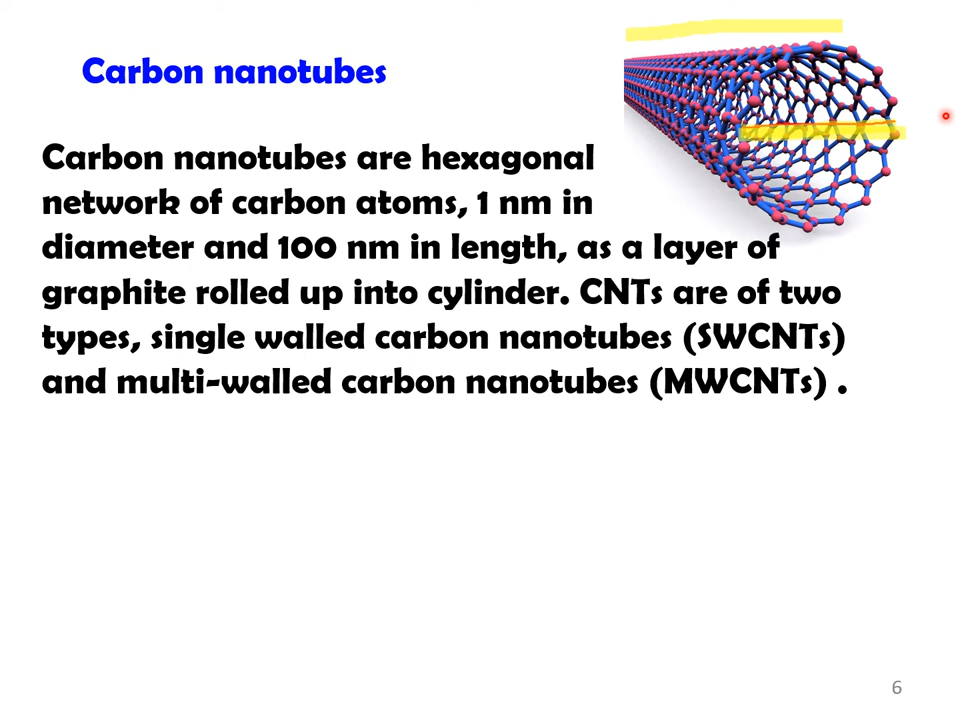 Carbon nanotubes
Carbon nanotubes are hexagonal
network of carbon atoms, 1 nm in
diameter and 100 nm in length, as a layer of
graphite rolled up into cylinder. CNTs are of two
types, single walled carbon nanotubes (SWCNTs)
and multi-walled carbon nanotubes (MWCNTs) .
6